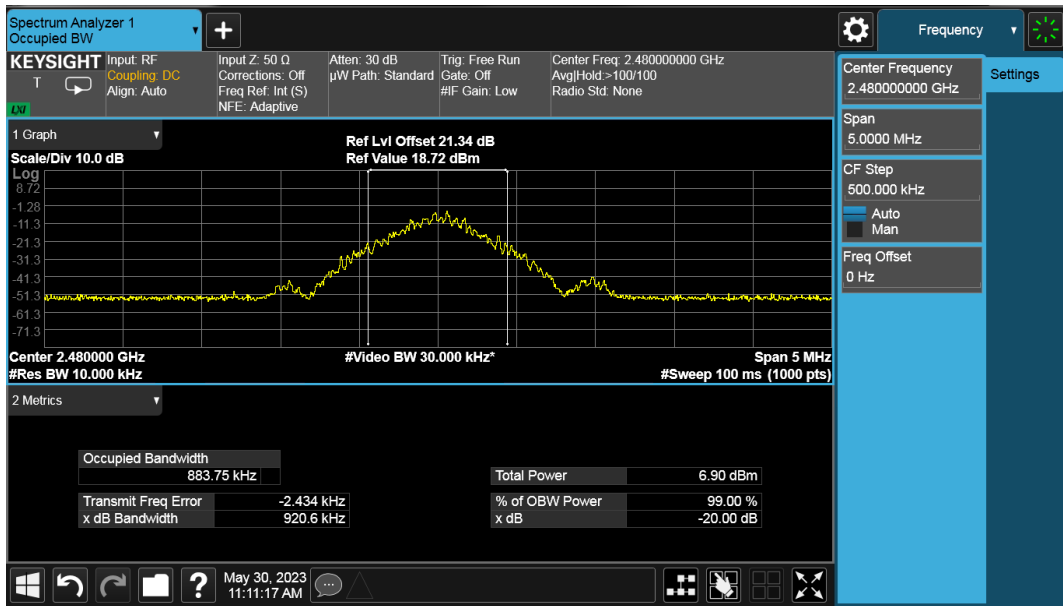 Spectrum Analyzer 1
Occupied BW
+
Frequency
KEYSIGHT
T
LXI
Input: RF
Coupling: DC
Align: Auto
Input Z: 50 Ω
Corrections: Off
Freq Ref: Int (S)
NFE: Adaptive
Atten: 30 dB
µW Path: Standard
Trig: Free Run
Gate: Off
#IF Gain: Low
Center Freq: 2.480000000 GHz
Avg|Hold:>100/100
Radio Std: None
Center Frequency
2.480000000 GHz
Settings
Span
5.0000 MHz
CF Step
500.000 kHz
Auto
Man
Freq Offset
0 Hz
1 Graph
Scale/Div 10.0 dB
Ref Lvl Offset 21.34 dB
Ref Value 18.72 dBm
Log
8.72
-1.28
-11.3
-21.3
-31.3
-41.3
-51.3
-61.3
-71.3
Center 2.480000 GHz
#Video BW 30.000 kHz*
Span 5 MHz
#Res BW 10.000 kHz
#Sweep 100 ms (1000 pts)
2 Metrics
Occupied Bandwidth
883.75 kHz
Total Power 6.90 dBm
Transmit Freq Error -2.434 kHz
% of OBW Power 99.00 %
x dB Bandwidth 920.6 kHz
x dB -20.00 dB
?
May 30, 2023
11:11:17 AM